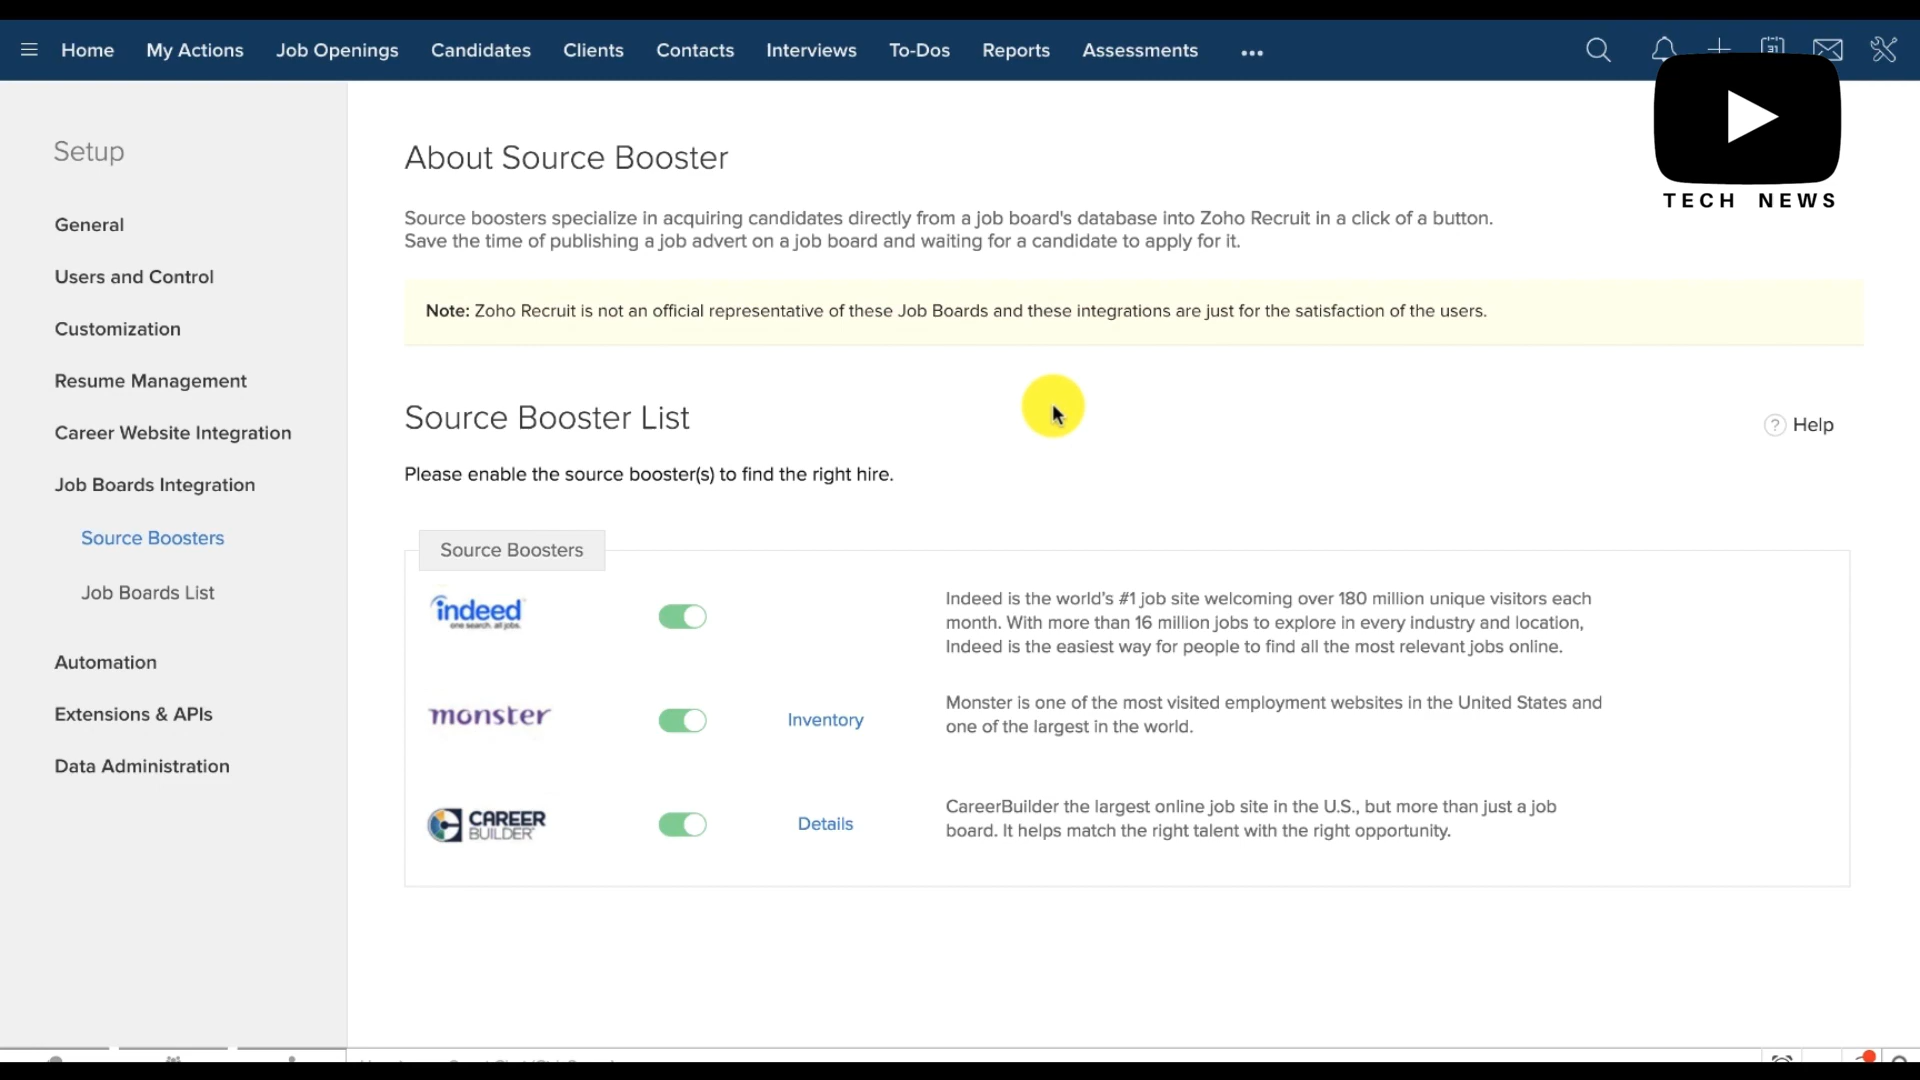 Home My Actions Job Openings Candidates Clients Contacts Interviews To-Dos Reports Assessments ...
31
TECH NEWS
Setup
General
Users and Control
Customization
Resume Management
Career Website Integration
Job Boards Integration
Source Boosters
Job Boards List
Automation
Extensions & APIs
Data Administration
About Source Booster
Source boosters specialize in acquiring candidates directly from a job board's database into Zoho Recruit in a click of a button.
Save the time of publishing a job advert on a job board and waiting for a candidate to apply for it.
Note: Zoho Recruit is not an official representative of these Job Boards and these integrations are just for the satisfaction of the users.
Source Booster List
? Help
Please enable the source booster(s) to find the right hire.
Source Boosters
indeed
one search. all jobs.
Indeed is the world's #1 job site welcoming over 180 million unique visitors each
month. With more than 16 million jobs to explore in every industry and location,
Indeed is the easiest way for people to find all the most relevant jobs online.
monster
Inventory
Monster is one of the most visited employment websites in the United States and
one of the largest in the world.
CAREER
BUILDER
Details
CareerBuilder the largest online job site in the U.S., but more than just a job
board. It helps match the right talent with the right opportunity.